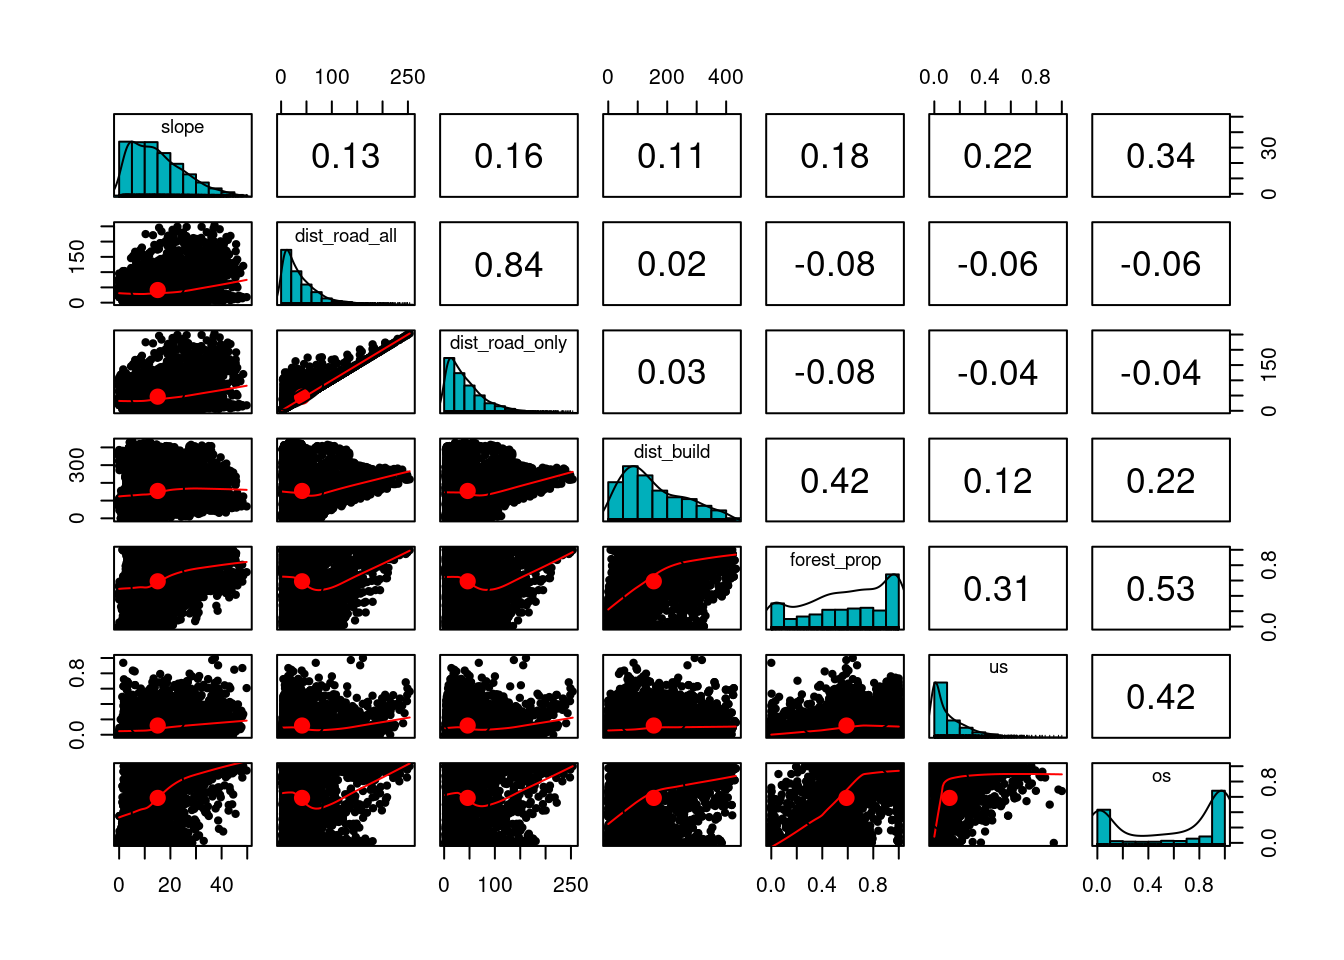 0 100 250 0 200 400 0.0 0.4 0.8
slope 0.13 0.16 0.11 0.18 0.22 0.34 0 30
0 150 dist_road_all 0.84 0.02 -0.08 -0.06 -0.06
dist_road_only 0.03 -0.08 -0.04 -0.04 0 150
0 300 dist_build 0.42 0.12 0.22
forest_prop 0.31 0.53 0.0 0.8
0.0 0.8 us 0.42
os 0.0 0.8
0 20 40 0 100 250 0.0 0.4 0.8 0.0 0.4 0.8